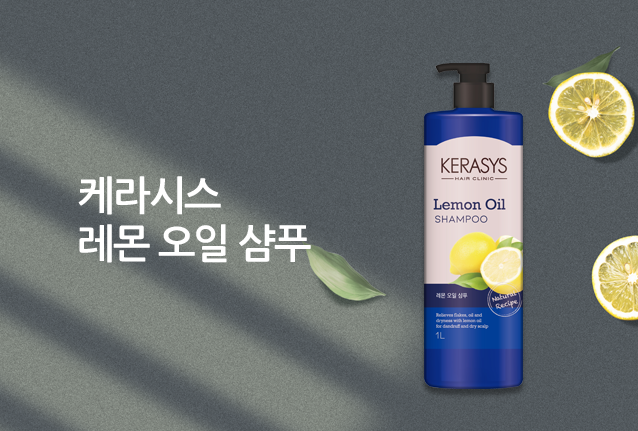 케라시스
레몬 오일 샴푸
KERASYS
HAIR CLINIC
Lemon Oil
SHAMPOO
Natural
Recipe
레몬 오일 샴푸
Relieves flakes, oil and
dryness with lemon oil
for dandruff and dry scalp
1L